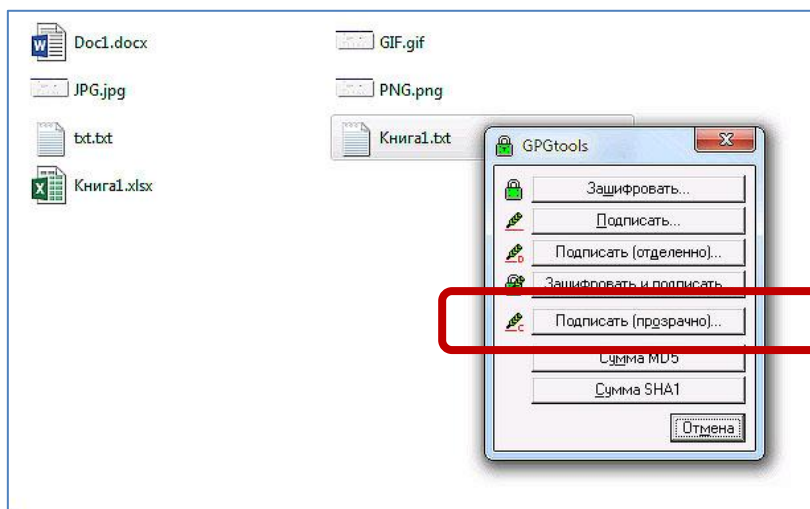 Doc1.docx
GIF.gif
JPG.jpg
PNG.png
txt.txt
Книга1.txt
Книга1.xlsx
GPGtools
Зашифровать...
Подписать...
Подписать (отделенно)...
Зашифровать и подписать...
Подписать (прозрачно)...
Сумма MD5
Сумма SHA1
Отмена